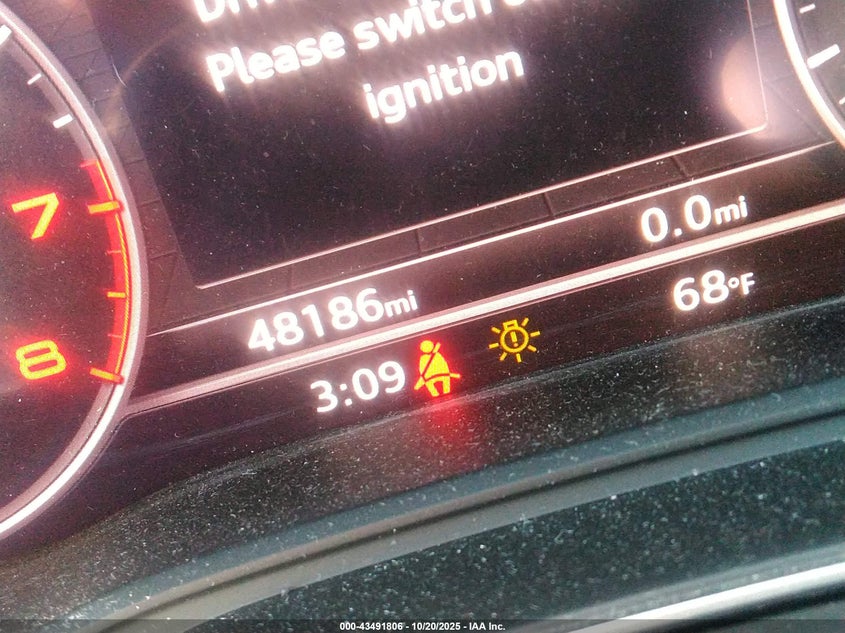 Please switch
ignition
7
8
0.0mi
48186mi
68°F
3:09
000-43491806 - 10/20/2025 - IAA Inc.